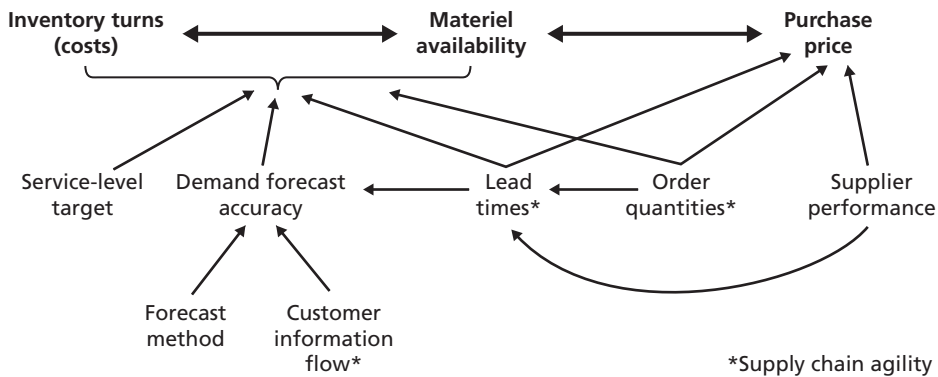 Inventory turns
(costs)
Materiel
availability
Purchase
price
Service-level
target
Demand forecast
accuracy
Lead
times*
Order
quantities*
Supplier
performance
Forecast
method
Customer
information
flow*
*Supply chain agility